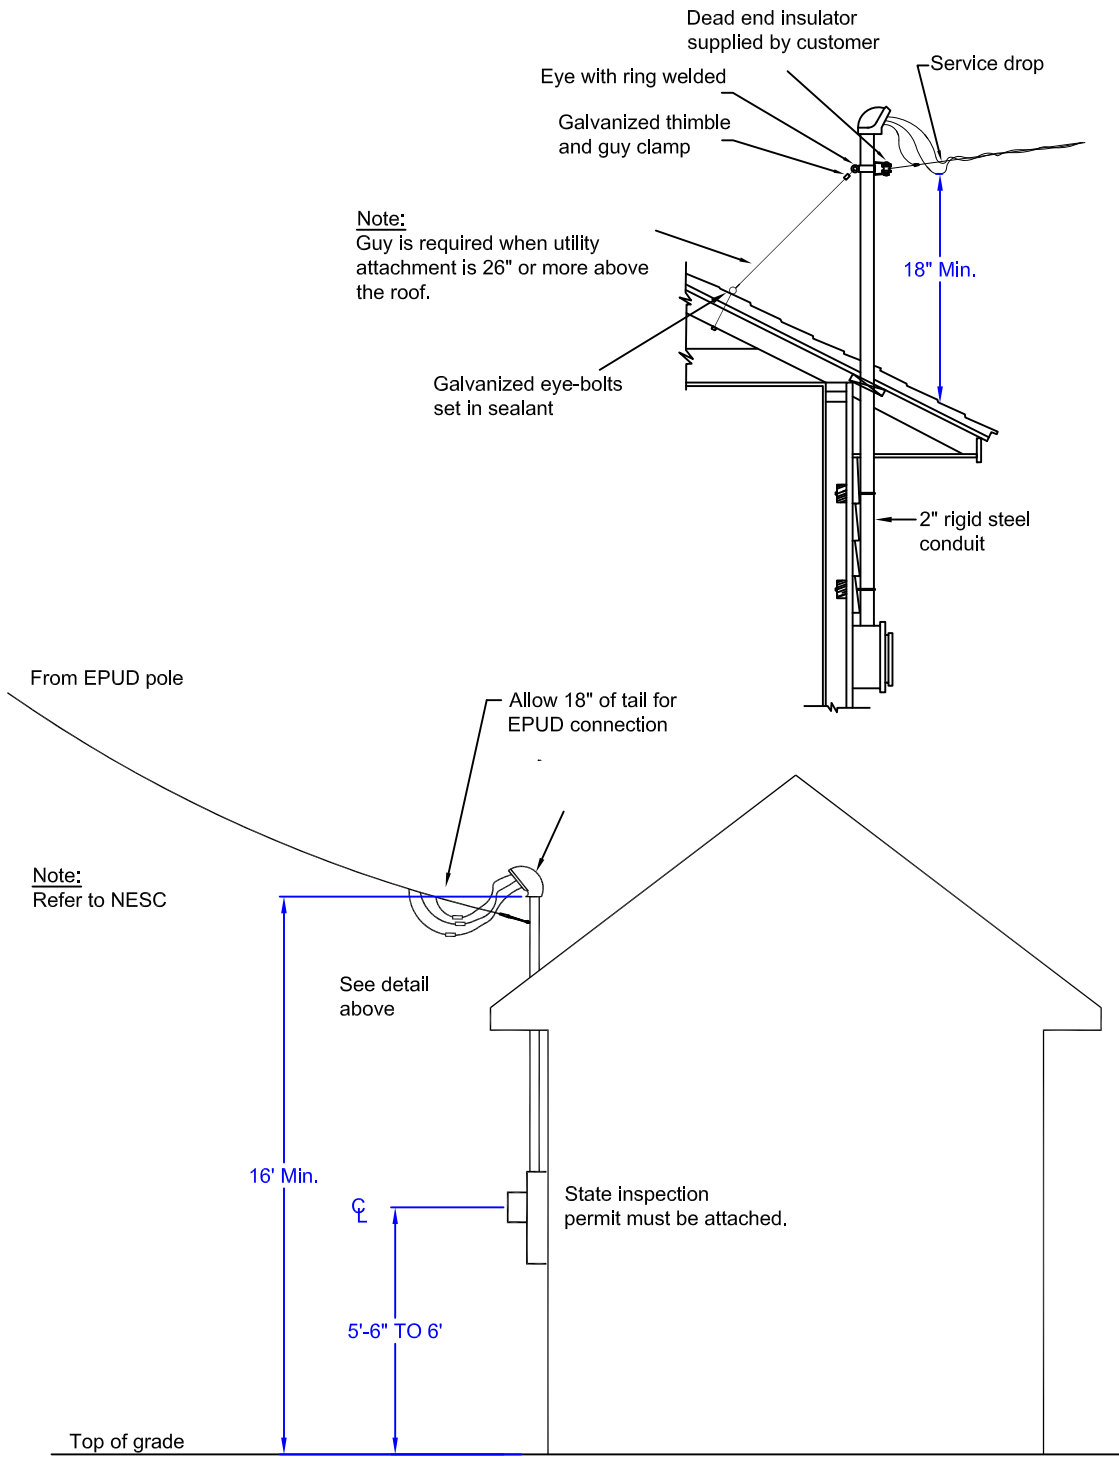 Dead end insulator
supplied by customer
Service drop
Eye with ring welded
Galvanized thimble
and guy clamp
Note:
Guy is required when utility
attachment is 26" or more above
the roof.
18" Min.
Galvanized eye-bolts
set in sealant
2" rigid steel
conduit
From EPUD pole
Allow 18" of tail for
EPUD connection
-
Note:
Refer to NESC
See detail
above
16' Min.
CL
State inspection
permit must be attached.
5'-6" TO 6'
Top of grade